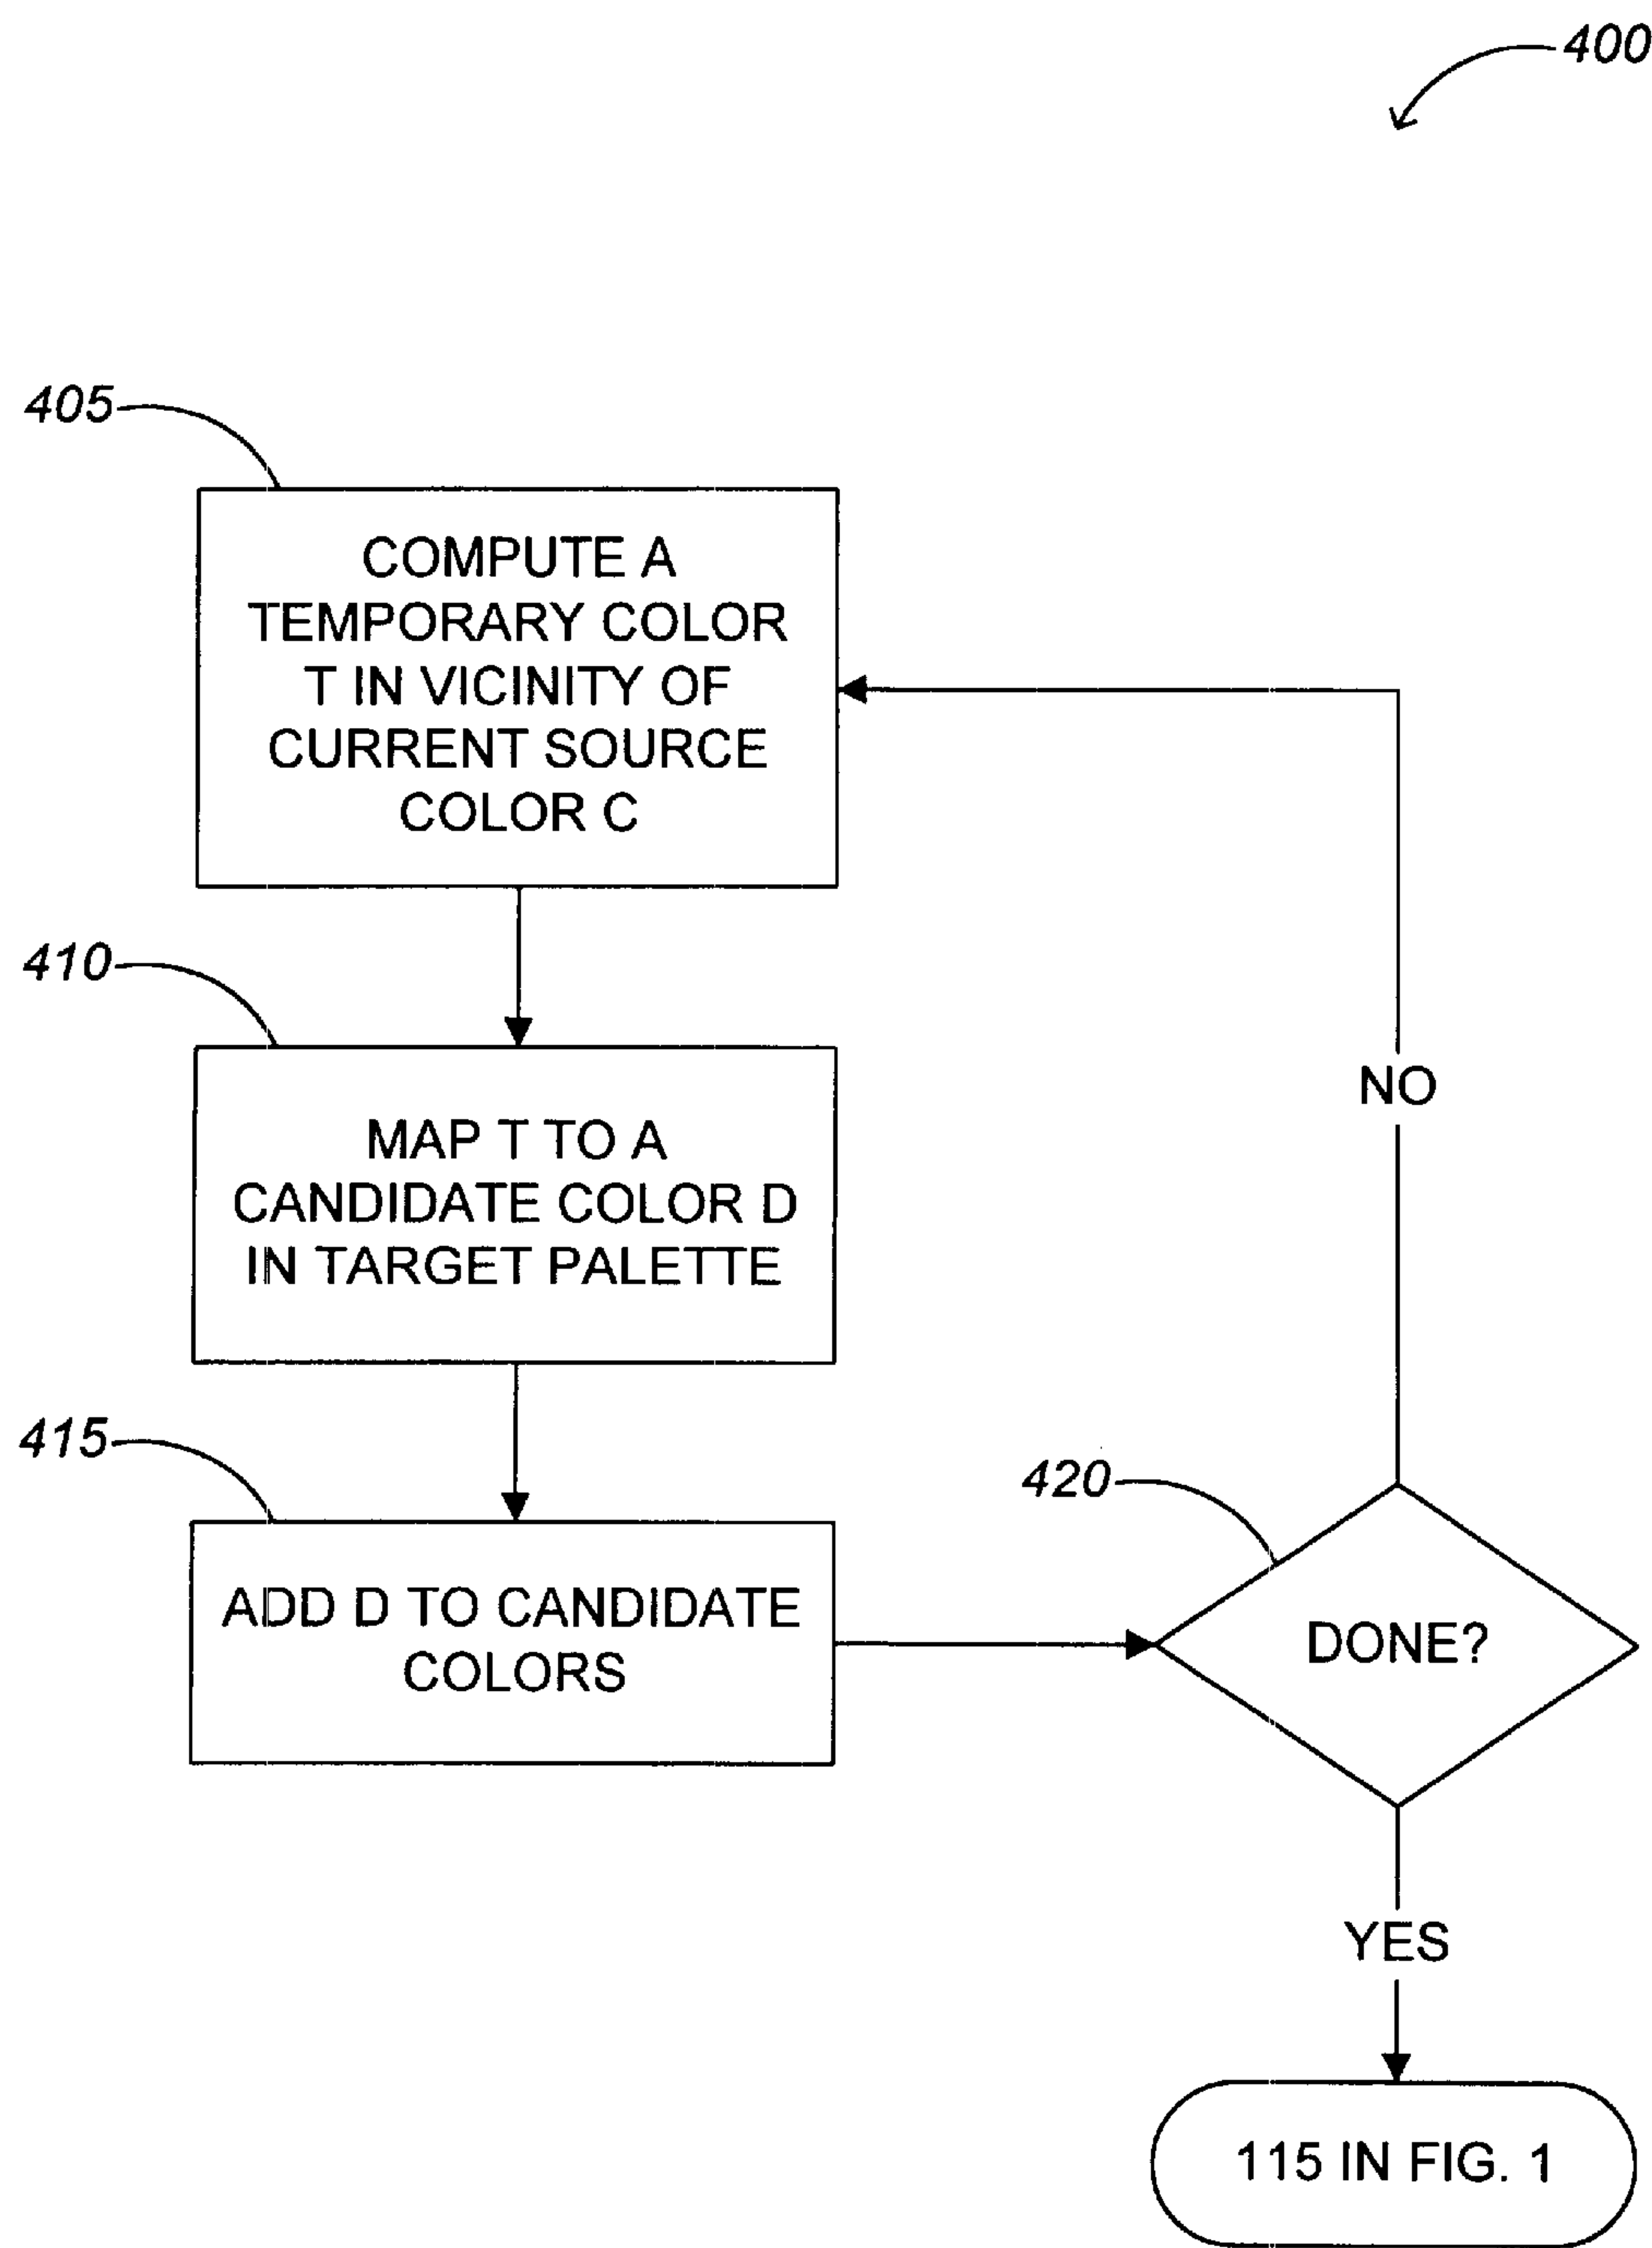 400
405
COMPUTE A
TEMPORARY COLOR
T IN VICINITY OF
CURRENT SOURCE
COLOR C
410
MAP T TO A
CANDIDATE COLOR D
IN TARGET PALETTE
NO
415
ADD D TO CANDIDATE
COLORS
420
DONE?
YES
115 IN FIG. 1